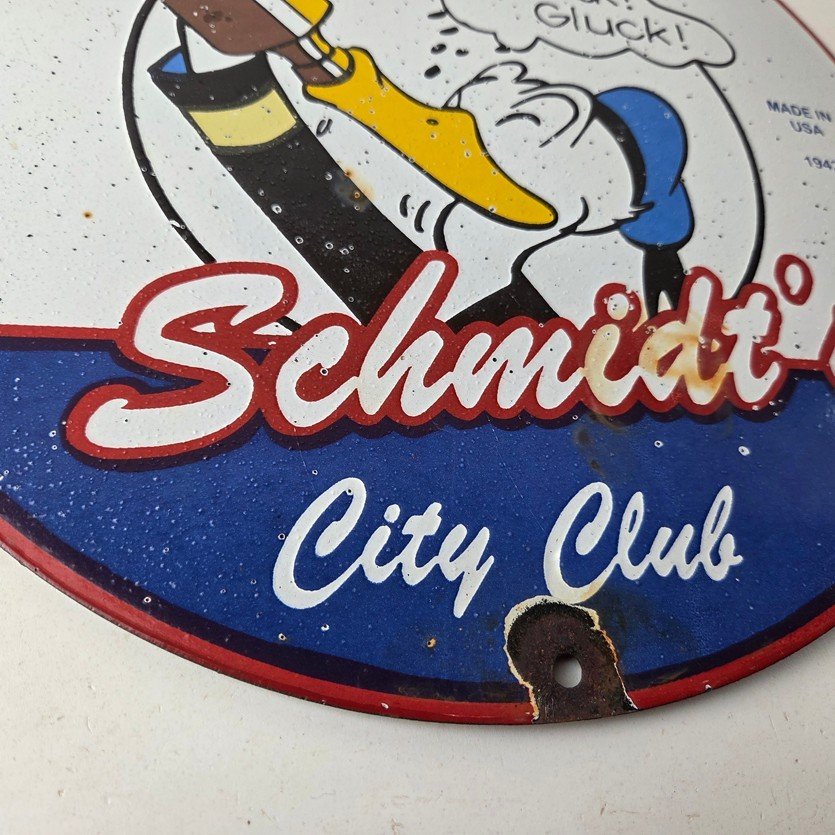 Gluck!
MADE IN
USA
Schmidt'
City Club